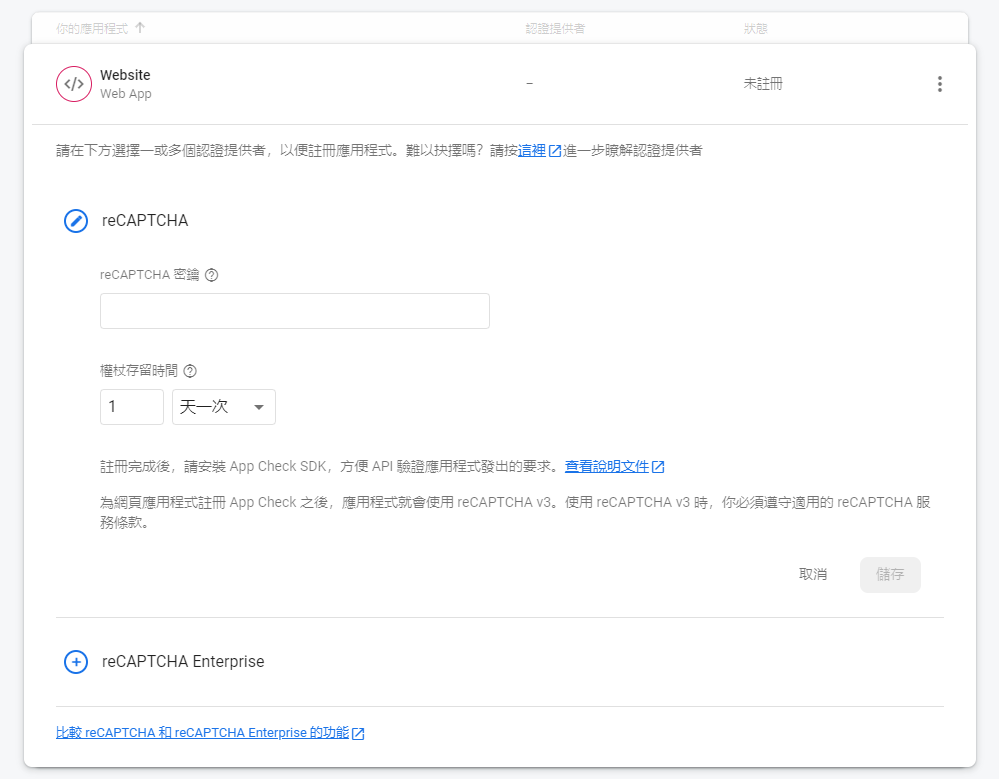 你的應用程式 認證提供者 狀態
Website
Web App – 未註冊
請在下方選擇一或多個認證提供者，以便註冊應用程式。難以抉擇嗎？請按這裡進一步瞭解認證提供者
reCAPTCHA
reCAPTCHA 密鑰
權杖存留時間
1 天一次
註冊完成後，請安裝 App Check SDK，方便 API 驗證應用程式發出的要求。查看說明文件
為網頁應用程式註冊 App Check 之後，應用程式就會使用 reCAPTCHA v3。使用 reCAPTCHA v3 時，你必須遵守適用的 reCAPTCHA 服
務條款。
取消 儲存
reCAPTCHA Enterprise
比較 reCAPTCHA 和 reCAPTCHA Enterprise 的功能